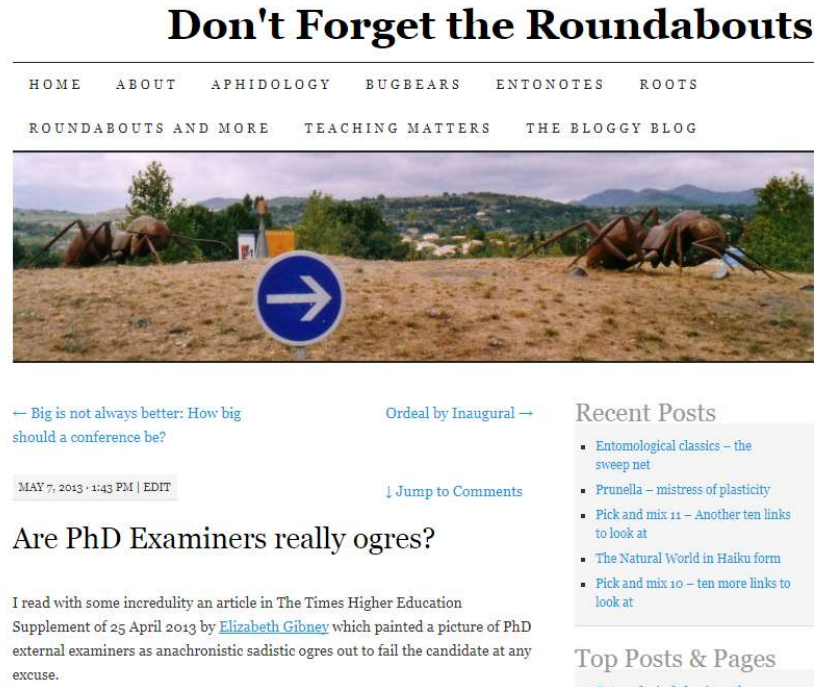 Don't Forget the Roundabouts
HOME ABOUT APHIDOLOGY BUGBEARS ENTONOTES ROOTS
ROUNDABOUTS AND MORE TEACHING MATTERS THE BLOGGY BLOG
← Big is not always better: How big
should a conference be?
Ordeal by Inaugural →
MAY 7, 2013 · 1:43 PM | EDIT
↓ Jump to Comments
Are PhD Examiners really ogres?
I read with some incredulity an article in The Times Higher Education
Supplement of 25 April 2013 by Elizabeth Gibney which painted a picture of PhD
external examiners as anachronistic sadistic ogres out to fail the candidate at any
excuse.
Recent Posts
Entomological classics – the
sweep net
Prunella – mistress of plasticity
Pick and mix 11 – Another ten links
to look at
The Natural World in Haiku form
Pick and mix 10 – ten more links to
look at
Top Posts & Pages